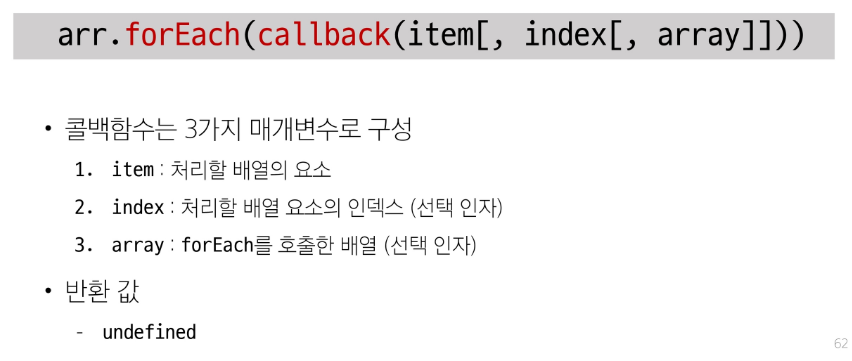 arr.forEach(callback(item[, index[, array]]))
• 콜백함수는 3가지 매개변수로 구성
1. item : 처리할 배열의 요소
2. index : 처리할 배열 요소의 인덱스 (선택 인자)
3. array : forEach를 호출한 배열 (선택 인자)
• 반환 값
- undefined
62